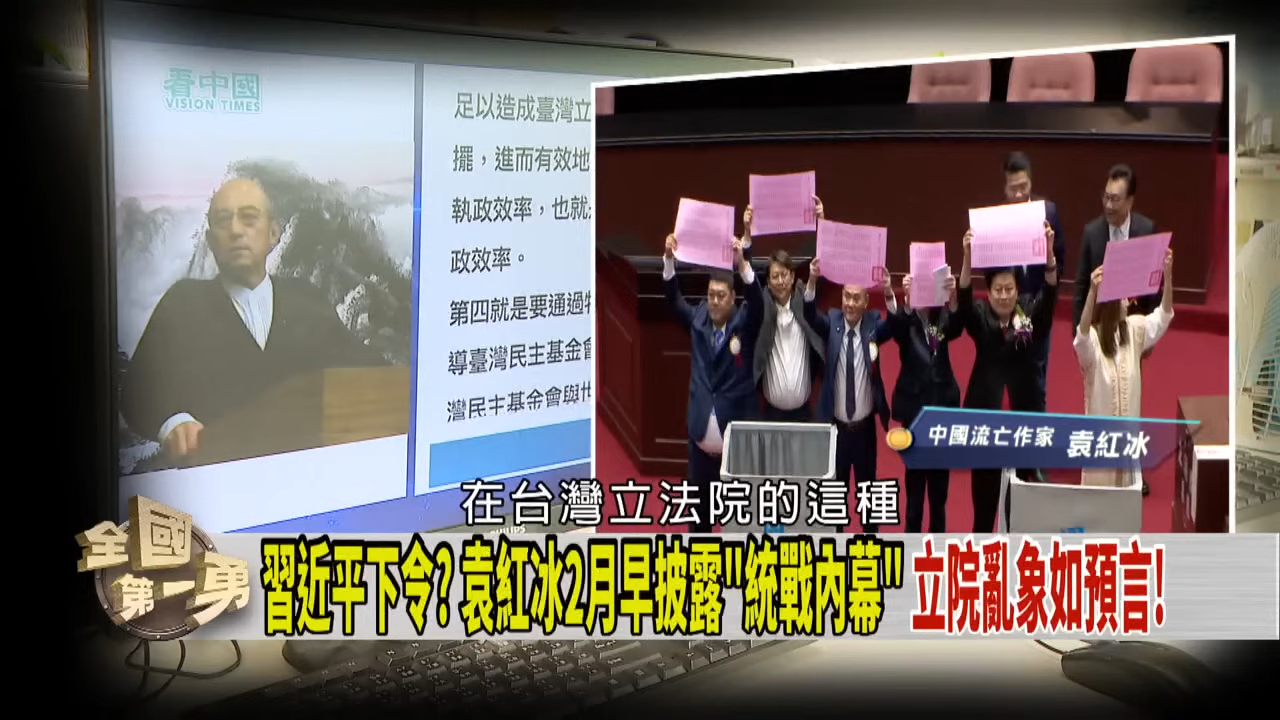 看中國
VISION TIMES
足以造成臺灣立
擺，進而有效地
執政效率，也就
政效率。
第四就是要通過
導臺灣民主基金會
灣民主基金會與世
中國流亡作家 袁紅冰
在台灣立法院的這種
PHILIPS
全國第一勇
習近平下令？袁紅冰2月早披露"統戰內幕" 立院亂象如預言！